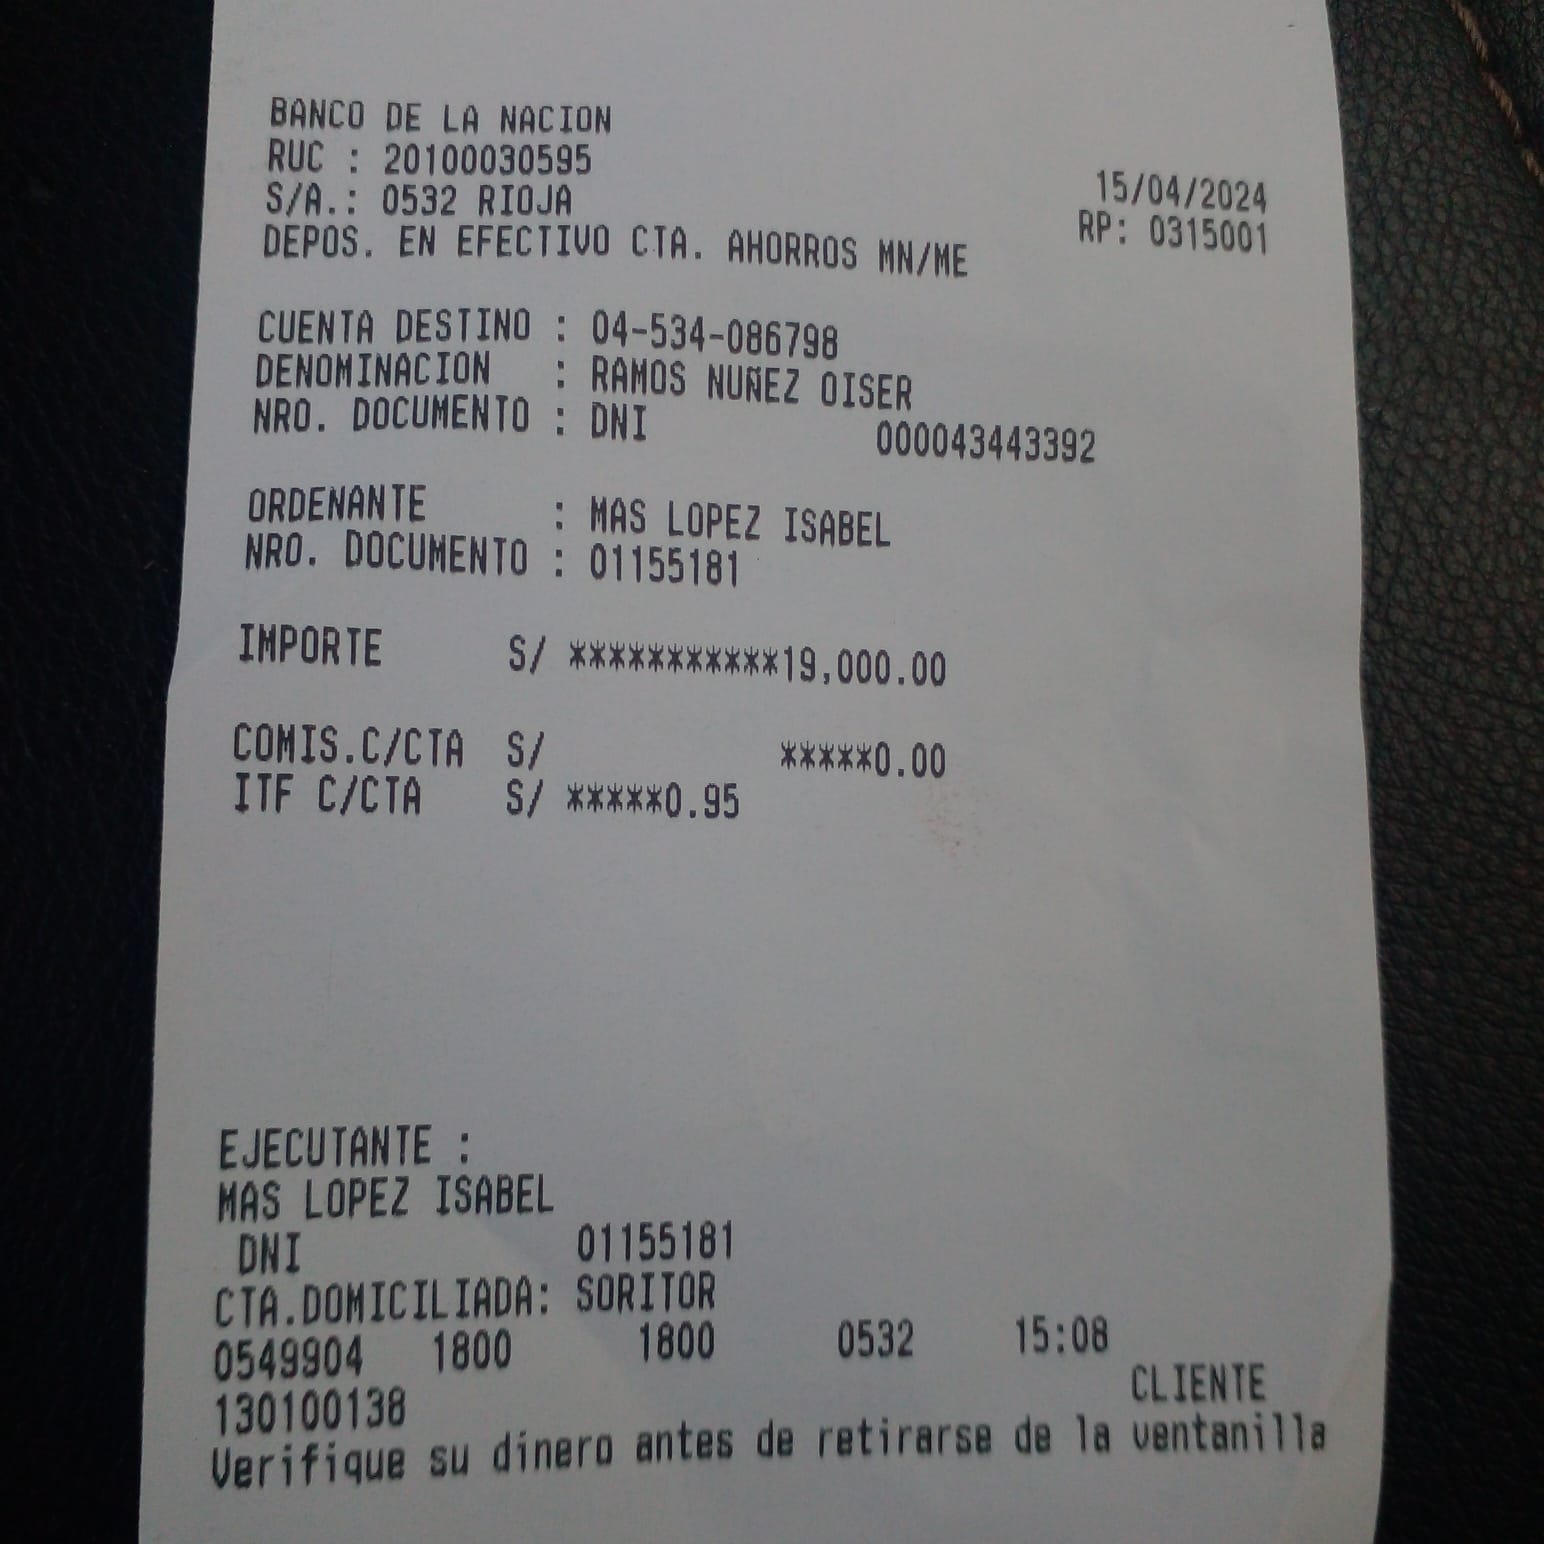 BANCO DE LA NACION
RUC : 20100030595
S/A.: 0532 RIOJA 15/04/2024
DEPOS. EN EFECTIVO CTA. AHORROS MN/ME RP: 0315001
CUENTA DESTINO : 04-534-086798
DENOMINACION : RAMOS NUÑEZ OISER
NRO. DOCUMENTO : DNI 000043443392
ORDENANTE : MAS LOPEZ ISABEL
NRO. DOCUMENTO : 01155181
IMPORTE S/ ***********19,000.00
COMIS.C/CTA S/ *****0.00
ITF C/CTA S/ *****0.95
EJECUTANTE :
MAS LOPEZ ISABEL
DNI 01155181
CTA.DOMICILIADA: SORITOR
0549904 1800 1800 0532 15:08
130100138 CLIENTE
Verifique su dinero antes de retirarse de la ventanilla